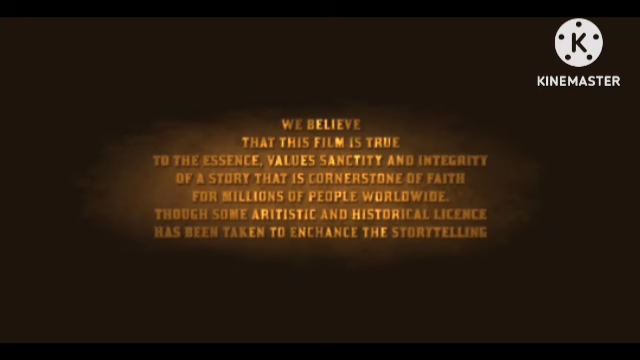 KINEMASTER
WE BELIEVE
THAT THIS FILM IS TRUE
TO THE ESSENCE, VALUES SANCTITY AND INTEGRITY
OF A STORY THAT IS CORNERSTONE OF FAITH
FOR MILLIONS OF PEOPLE WORLDWIDE.
THOUGH SOME ARITISTIC AND HISTORICAL LICENCE
HAS BEEN TAKEN TO ENCHANCE THE STORYTELLING